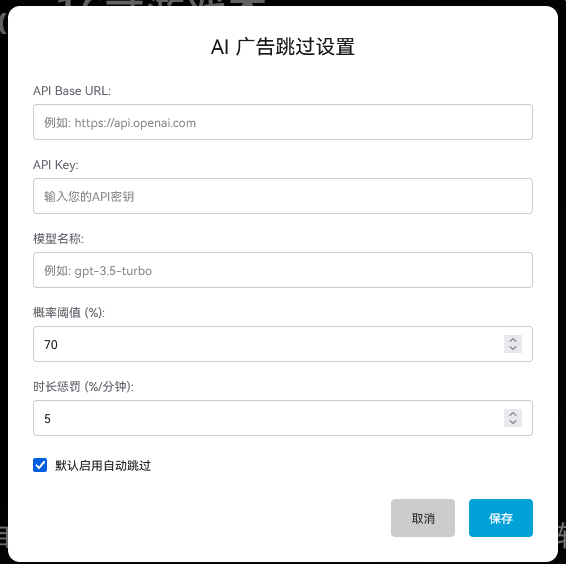 AI 广告跳过设置
API Base URL:
例如: https://api.openai.com
API Key:
输入您的API密钥
模型名称:
例如: gpt-3.5-turbo
概率阈值 (%):
70
时长惩罚 (%/分钟):
5
默认启用自动跳过
取消
保存